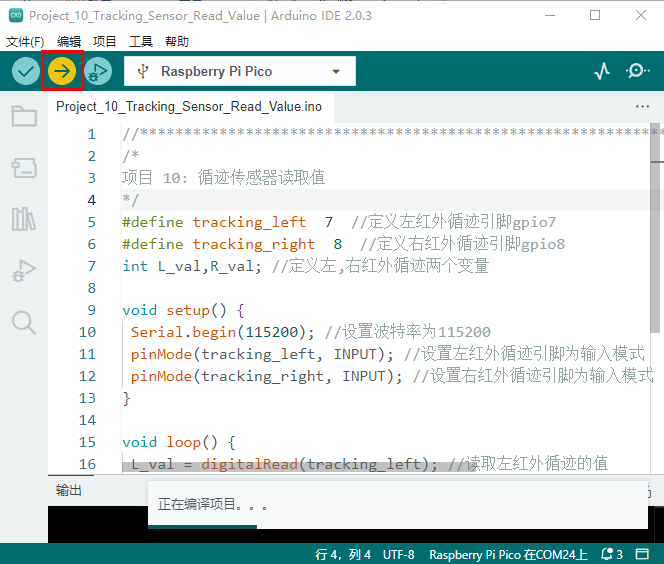 Project_10_Tracking_Sensor_Read_Value | Arduino IDE 2.0.3
文件(F) 编辑 项目 工具 帮助
Raspberry Pi Pico
Project_10_Tracking_Sensor_Read_Value.ino
1 //************************************************************
2 /*
3 项目 10: 循迹传感器读取值
4 */
5 #define tracking_left  7  //定义左红外循迹引脚gpio7
6 #define tracking_right  8  //定义右红外循迹引脚gpio8
7 int L_val,R_val; //定义左,右红外循迹两个变量
8
9 void setup() {
10  Serial.begin(115200); //设置波特率为115200
11  pinMode(tracking_left, INPUT); //设置左红外循迹引脚为输入模式
12  pinMode(tracking_right, INPUT); //设置右红外循迹引脚为输入模式
13 }
14
15 void loop() {
16  L_val = digitalRead(tracking_left); //读取左红外循迹的值
输出
正在编译项目。。。
行 4，列 4 UTF-8 Raspberry Pi Pico 在COM24上 3